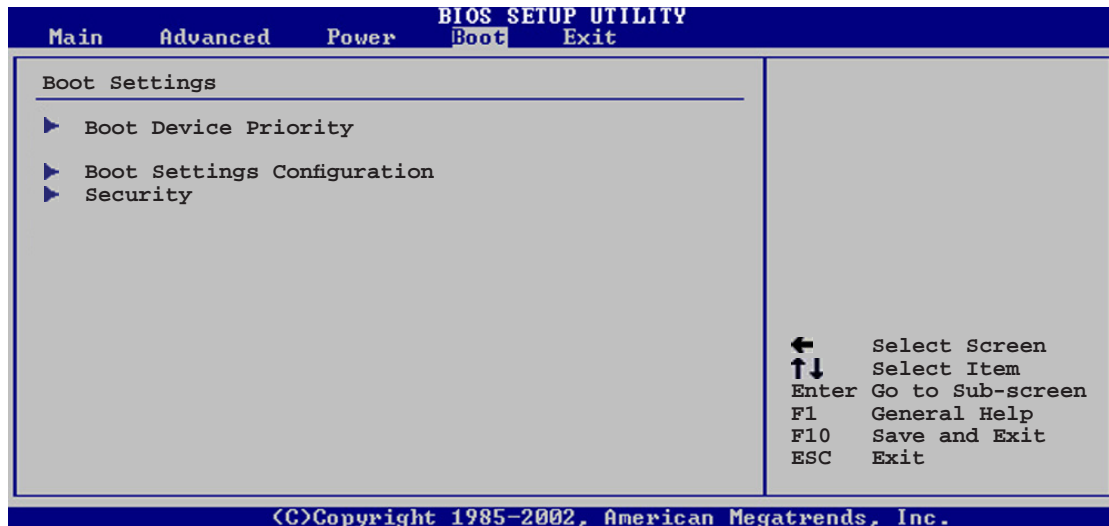 BIOS SETUP UTILITY
Main Advanced Power Boot Exit
Boot Settings
Boot Device Priority
Boot Settings Configuration
Security
← Select Screen
↑↓ Select Item
Enter Go to Sub-screen
F1 General Help
F10 Save and Exit
ESC Exit
(C)Copyright 1985-2002, American Megatrends, Inc.